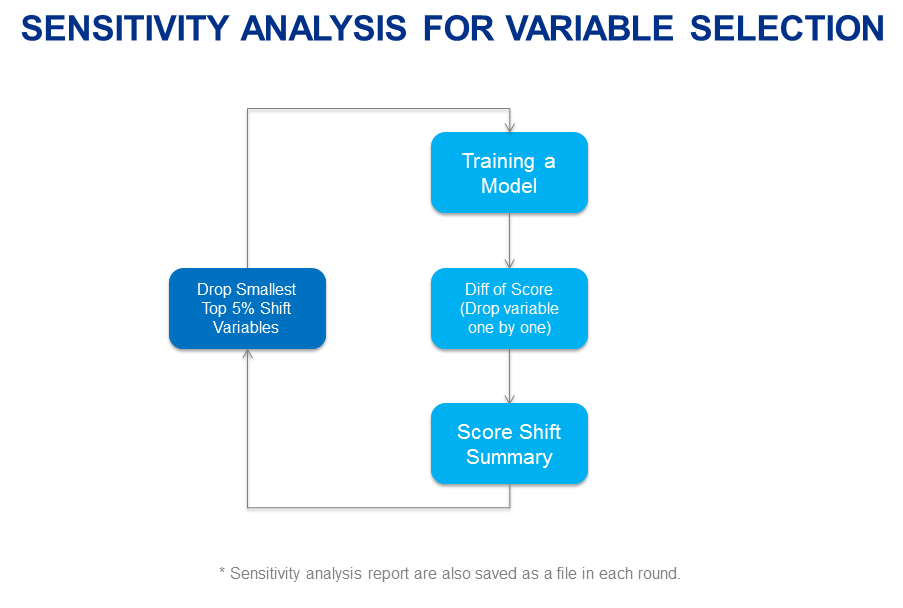 SENSITIVITY ANALYSIS FOR VARIABLE SELECTION
Training a
Model
Drop Smallest
Top 5% Shift
Variables
Diff of Score
(Drop variable
one by one)
Score Shift
Summary
* Sensitivity analysis report are also saved as a file in each round.